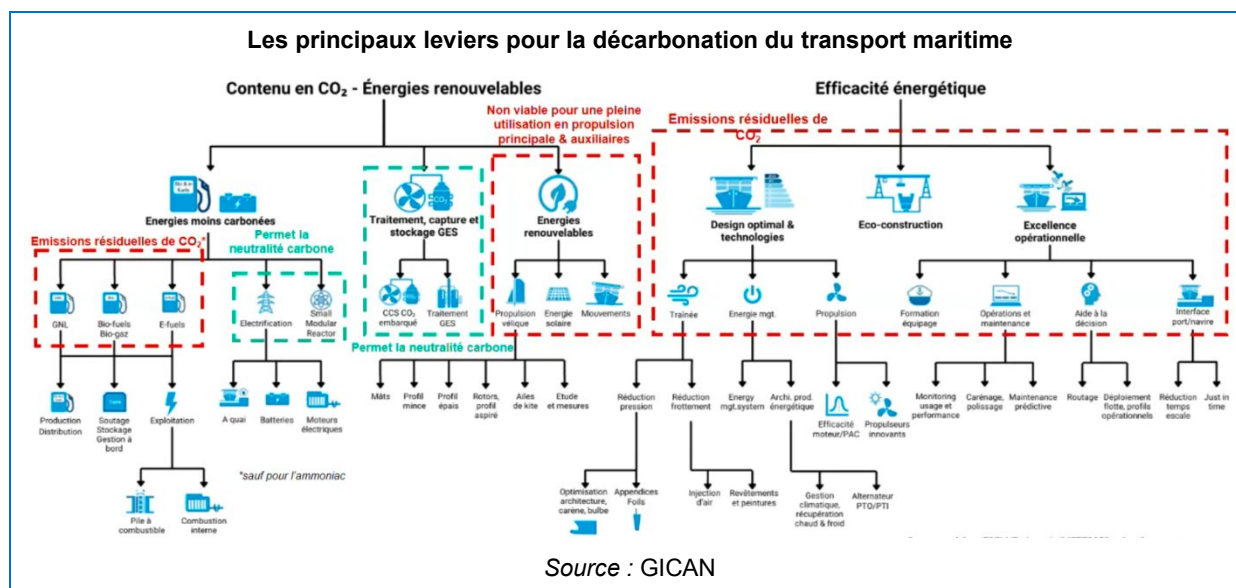 Les principaux leviers pour la décarbonation du transport maritime
Contenu en CO₂ - Énergies renouvelables
Efficacité énergétique
Non viable pour une pleine
utilisation en propulsion
principale & auxiliaires
Emissions résiduelles de
CO₂
Energies moins carbonées
Traitement, capture et
stockage GES
Energies
renouvelables
Design optimal &
technologies
Eco-construction
Excellence
opérationnelle
Emissions résiduelles de CO₂*
Permet la
neutralité carbone
GNL
Bio-fuels
Bio-gaz
E-fuels
Electrification
Small
Modular
Reactor
CCS CO₂
embarqué
Traitement
GES
Propulsion
vélique
Energie
solaire
Mouvements
Trainée
Energie mgt.
Propulsion
Formation
équipage
Opérations et
maintenance
Aide à la
décision
Interface
port/navire
Permet la neutralité carbone
Production
Distribution
Soutage
Stockage
Gestion à
bord
Exploitation
A quai
Batteries
Moteurs
électriques
Mâts
Profil
mince
Profil
épais
Rotors,
profil
aspiré
Ailes
de kite
Etude
et mesures
Réduction
pression
Réduction
frottement
Energy
mgt.system
Archi. prod.
énergétique
Efficacité
moteur/PAC
Propulseurs
innovants
Monitoring
usage et
performance
Carénage,
polissage
Maintenance
prédictive
Routage
Déploiement
flotte, profils
opérationnels
Réduction
temps
escale
Just in
time
*sauf pour l'ammoniac
Pile à
combustible
Combustion
interne
Optimisation
architecture,
carène, bulbe
Appendices
Foils
Injection
d'air
Revêtements
et peintures
Gestion
climatique,
récupération
chaud & froid
Alternateur
PTO/PTI
Source : GICAN